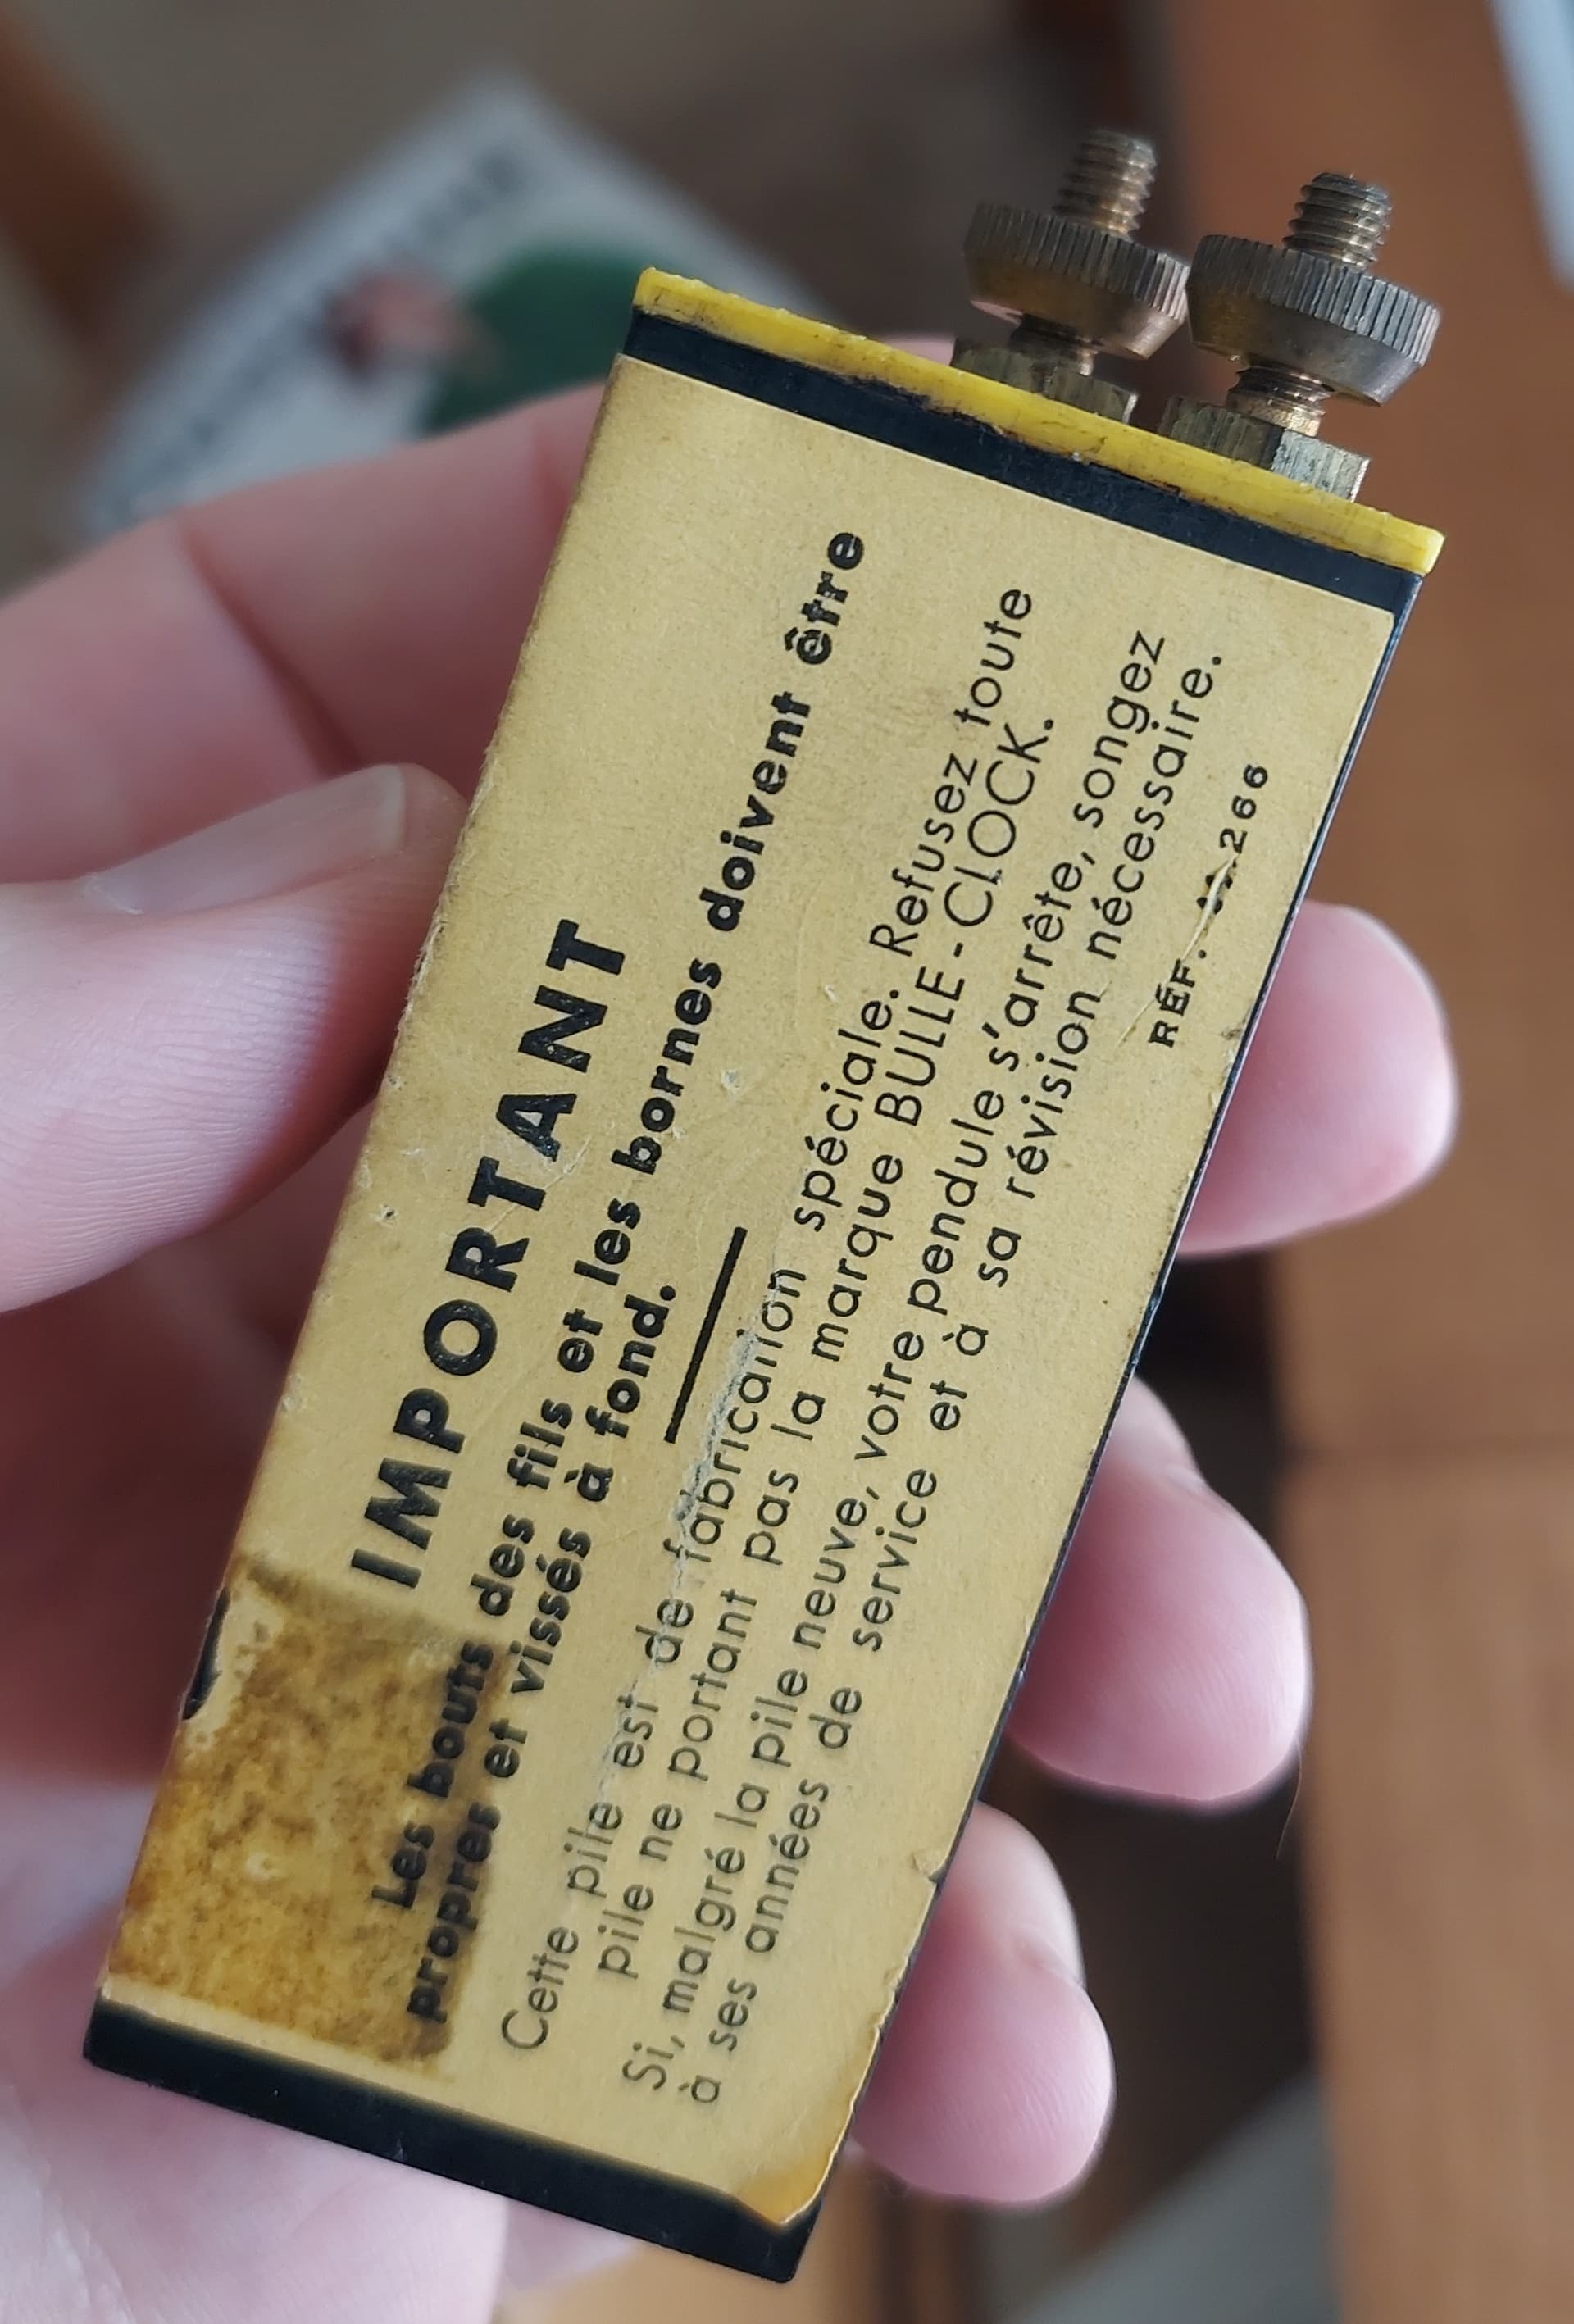 IMPORTANT
Les bouts des fils et les bornes doivent être
propres et vissés à fond.
Cette pile est de fabrication spéciale. Refusez toute
pile ne portant pas la marque BULLE-ClOCK.
Si, malgré la pile neuve, votre pendule s'arrête, songez
à ses années de service et à sa révision nécessaire.
RÉF. 266